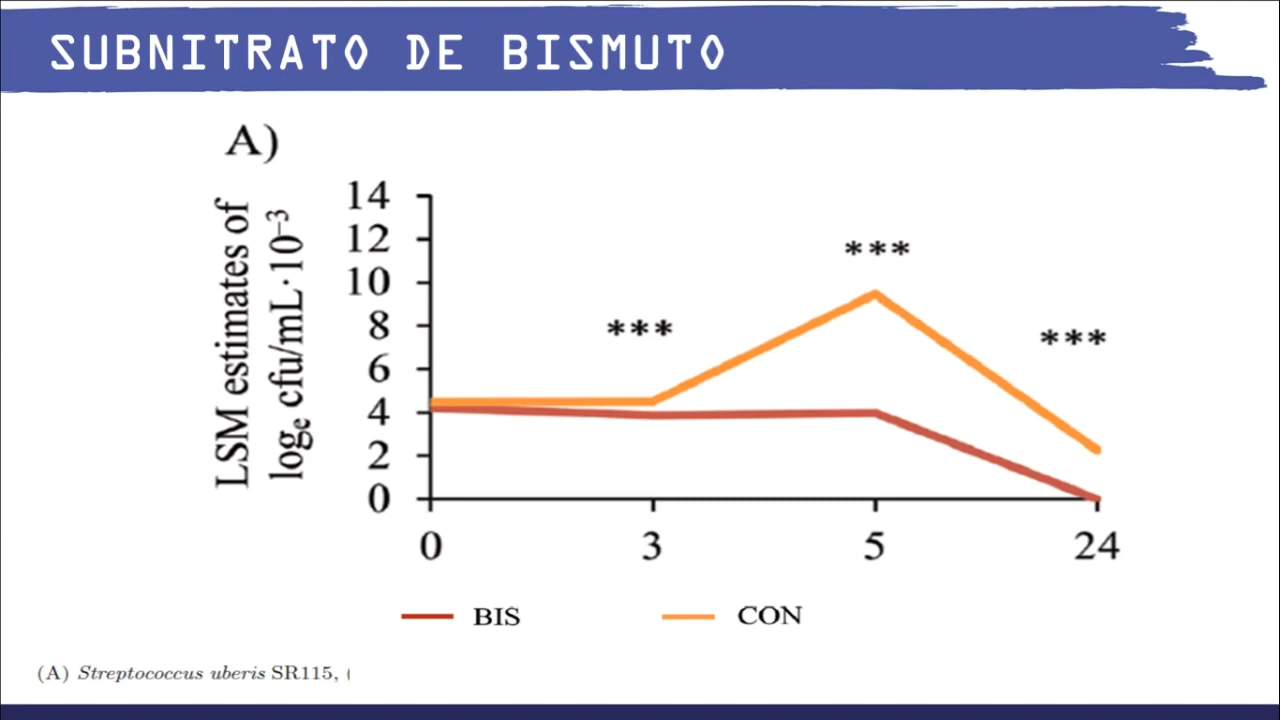 SUBNITRATO DE BISMUTO
A)
LSM estimates of
logₑ cfu/mL·10⁻³
14
12
10
8
6
4
2
0
***
***
***
0 3 5 24
BIS CON
(A) Streptococcus uberis SR115, (